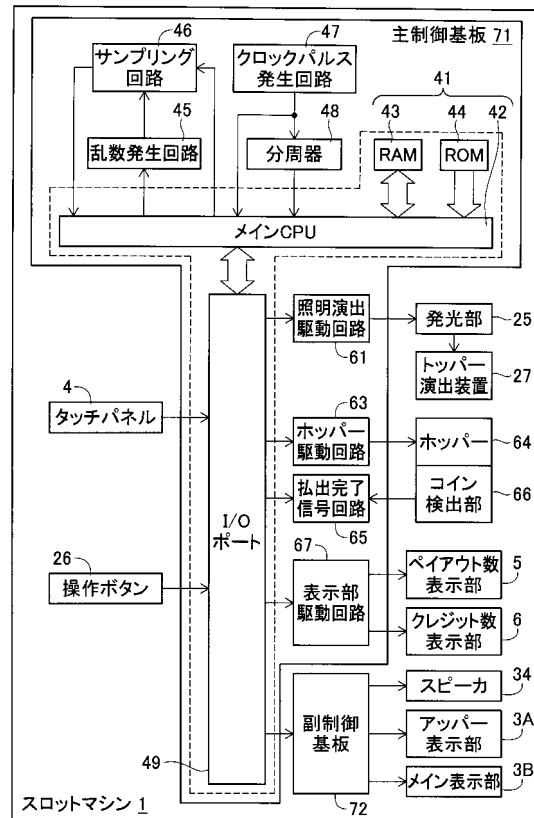 主制御基板 71
46
サンプリング
回路
47
クロックパルス
発生回路
41
45
乱数発生回路
48
分周器
43
RAM
44
ROM
42
メインCPU
照明演出
駆動回路
61
発光部
25
トッパー
演出装置
27
4
タッチパネル
63
ホッパー
駆動回路
ホッパー
64
払出完了
信号回路
65
コイン
検出部
66
I/O
ポート
26
操作ボタン
67
表示部
駆動回路
ペイアウト数
表示部
5
クレジット数
表示部
6
副制御
基板
72
スピーカ
34
アッパー
表示部
3A
メイン表示部
3B
49
スロットマシン 1